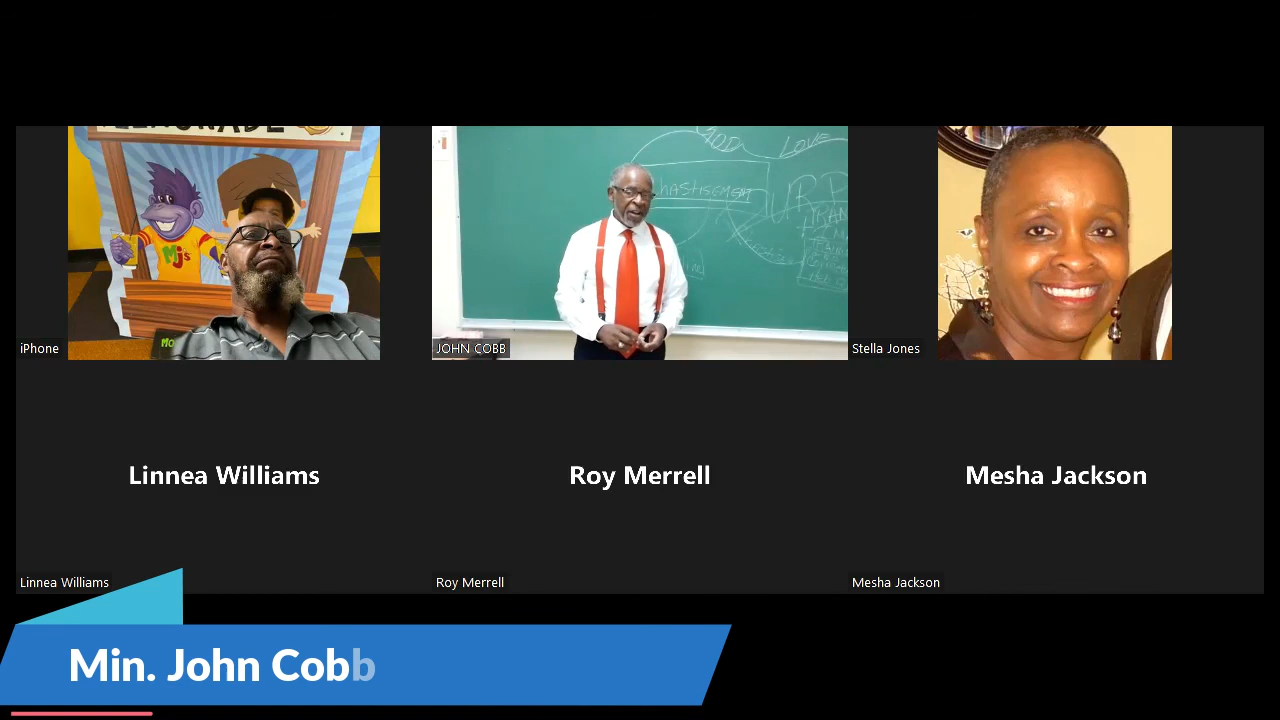 GOD
LOVE
CHASTISEMENT
Mj's
iPhone
JOHN COBB
Stella Jones
Linnea Williams
Roy Merrell
Mesha Jackson
Linnea Williams
Roy Merrell
Mesha Jackson
Min. John Cobb